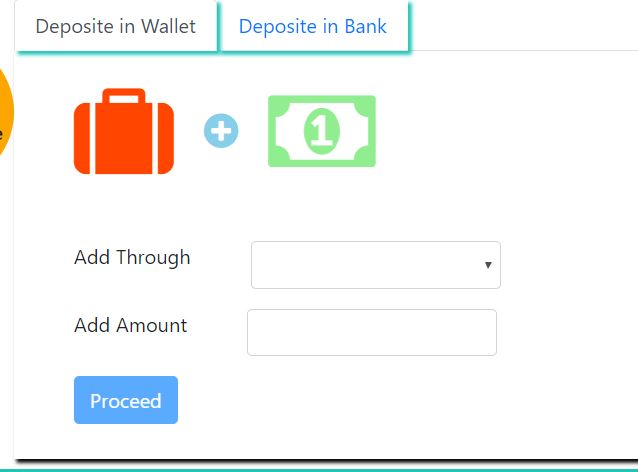 Deposite in Wallet
Deposite in Bank
e
1
Add Through
Add Amount
Proceed